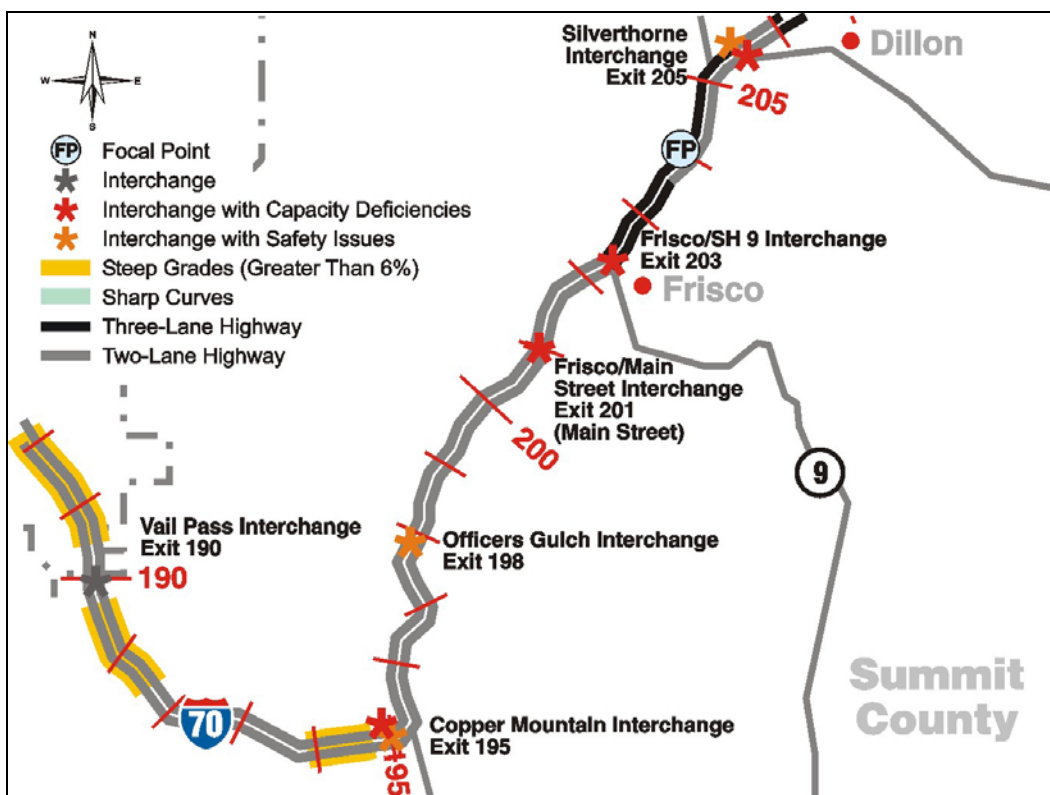 N
W
E
S
FP Focal Point
Interchange
Interchange with Capacity Deficiencies
Interchange with Safety Issues
Steep Grades (Greater Than 6%)
Sharp Curves
Three-Lane Highway
Two-Lane Highway
Silverthorne
Interchange
Exit 205
Dillon
205
FP
Frisco/SH 9 Interchange
Exit 203
Frisco
Frisco/Main
Street Interchange
Exit 201
(Main Street)
200
9
Vail Pass Interchange
Exit 190
190
Officers Gulch Interchange
Exit 198
Summit
County
70
Copper Mountain Interchange
Exit 195
195